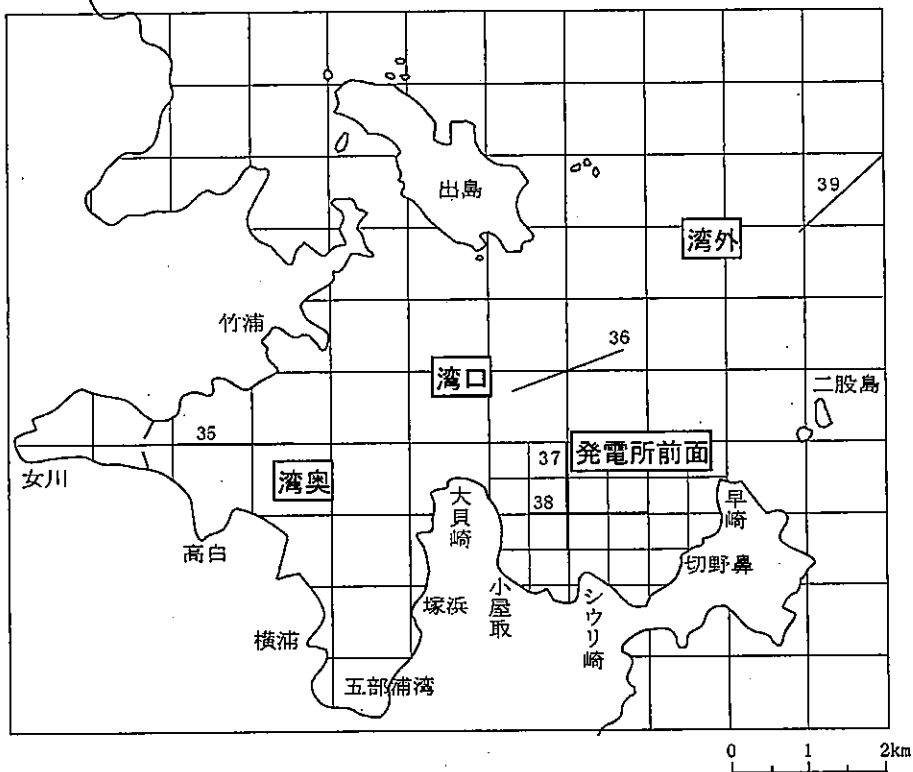 出島
39
湾外
竹浦
36
湾口
二股島
35
37
発電所前面
女川
湾奥
大貝崎
38
早崎
高白
切野鼻
小屋取
塚浜
シウリ崎
横浦
五部浦湾
0 1 2km